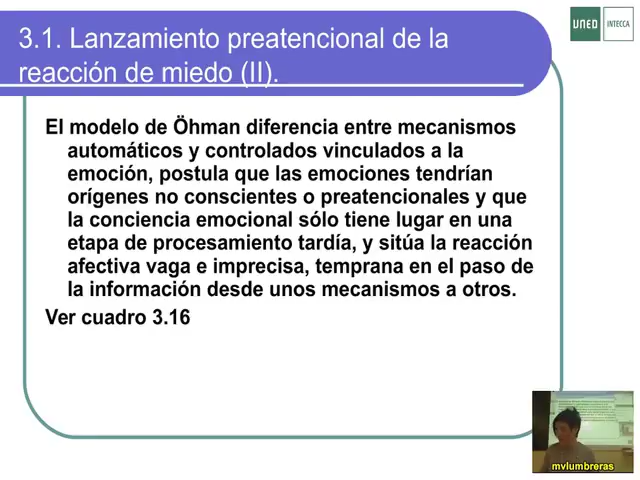 3.1. Lanzamiento preatencional de la
reacción de miedo (II).
UNED
INTECCA
El modelo de Öhman diferencia entre mecanismos
automáticos y controlados vinculados a la
emoción, postula que las emociones tendrían
orígenes no conscientes o preatencionales y que
la conciencia emocional sólo tiene lugar en una
etapa de procesamiento tardía, y sitúa la reacción
afectiva vaga e imprecisa, temprana en el paso de
la información desde unos mecanismos a otros.
Ver cuadro 3.16
mvlumbreras